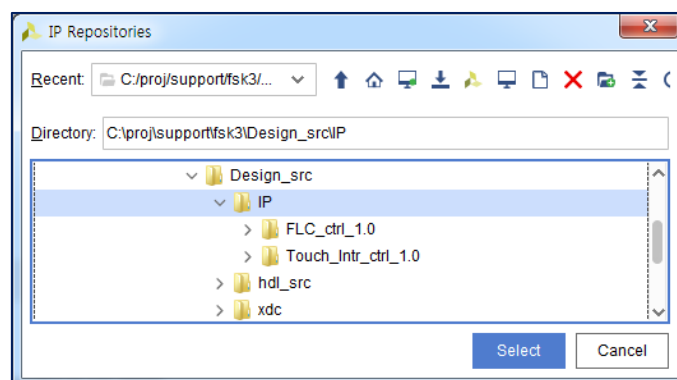 IP Repositories
Recent: C:/proj/support/fsk3/...
Directory: C:\proj\support\fsk3\Design_src\IP
Design_src
IP
FLC_ctrl_1.0
Touch_Intr_ctrl_1.0
hdl_src
xdc
Select Cancel